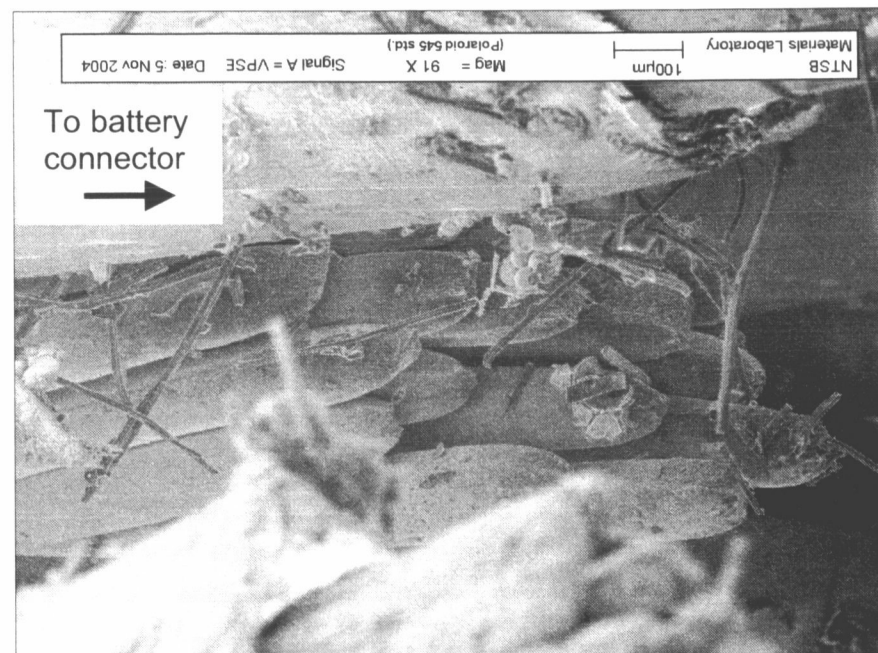 NTSB
Materials Laboratory
100µm
Mag = 91 X
(Polaroid 545 std.)
Signal A = VPSE
Date :5 Nov 2004
To battery
connector